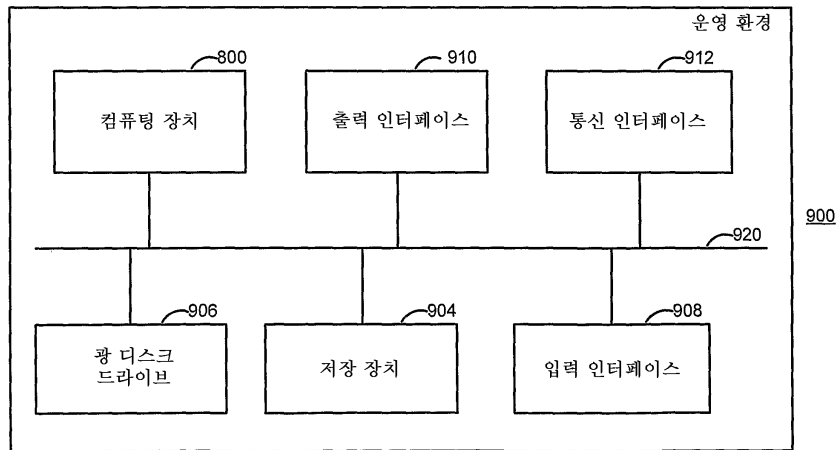 운영 환경
800
910
912
컴퓨팅 장치
출력 인터페이스
통신 인터페이스
900
920
906
904
908
광 디스크
드라이브
저장 장치
입력 인터페이스